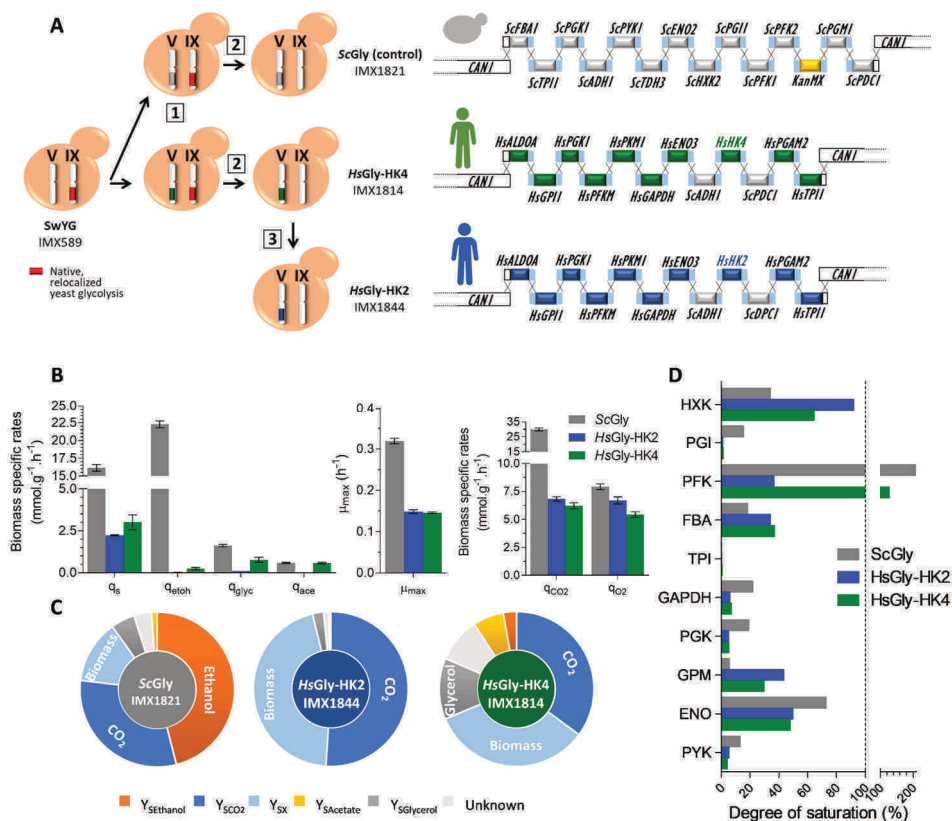 A
V IX
2
V IX
ScGly (control)
IMX1821
1
V IX
V IX
2
V IX
HsGly-HK4
IMX1814
SwYG
IMX589
3
V IX
HsGly-HK2
IMX1844
Native,
relocalized
yeast glycolysis
ScFBA1 ScPGK1 ScPYK1 ScENO2 ScPGI1 ScPFK2 ScPGM1
CAN1
CAN1
ScTPI1 ScADH1 ScTDH3 ScHXK2 ScPFK1 KanMX ScPDC1
HsALDOA HsPGK1 HsPKM1 HsENO3 HsHK4 HsPGAM2
CAN1
CAN1
HsGPI1 HsPFKM HsGAPDH ScADH1 ScPDC1 HsTPI1
HsALDOA HsPGK1 HsPKM1 HsENO3 HsHK2 HsPGAM2
CAN1
CAN1
HsGPI1 HsPFKM HsGAPDH ScADH1 ScDPC1 HsTPI1
B
Biomass specific rates
(mmol.g⁻¹.h⁻¹)
25.0
22.5
20.0
17.5
15.0
5.0
2.5
0.0
qs qetoh qglyc qace
μmax (h⁻¹)
0.4
0.3
0.2
0.1
0.0
μmax
Biomass specific rates
(mmol.g⁻¹.h⁻¹)
35
25
15
10.0
7.5
5.0
2.5
0.0
qCO2 qO2
ScGly
HsGly-HK2
HsGly-HK4
C
ScGly
IMX1821
Ethanol
CO₂
Biomass
HsGly-HK2
IMX1844
CO₂
Biomass
HsGly-HK4
IMX1814
CO₂
Biomass
Glycerol
YSEthanol YSCO2 YSX YSAcetate YSGlycerol Unknown
D
HXK
PGI
PFK
FBA
TPI
GAPDH
PGK
GPM
ENO
PYK
ScGly
HsGly-HK2
HsGly-HK4
0 20 40 60 80 100 100 200
Degree of saturation (%)